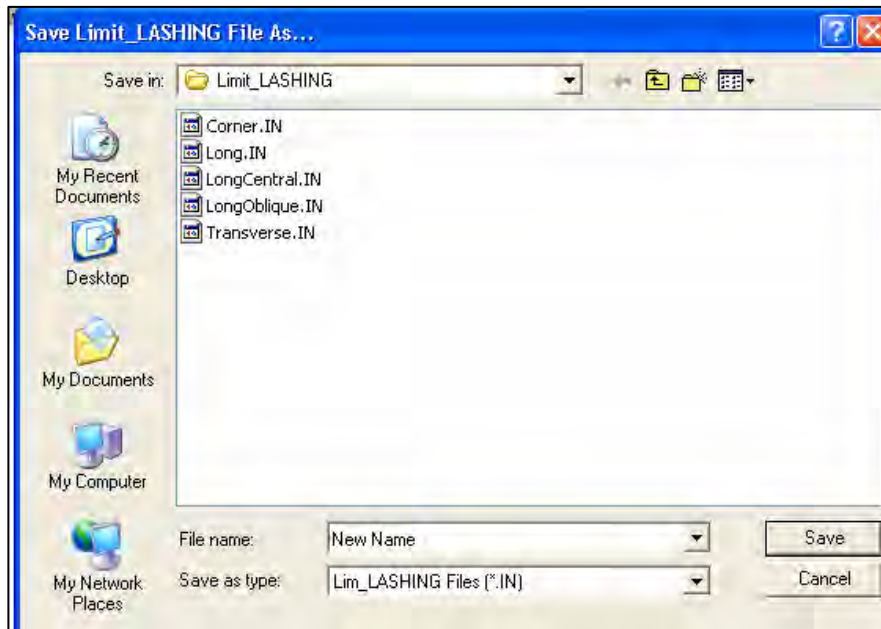 Save Limit_LASHING File As...
Save in: Limit_LASHING
Corner.IN
Long.IN
LongCentral.IN
LongOblique.IN
Transverse.IN
My Recent
Documents
Desktop
My Documents
My Computer
My Network
Places
File name: New Name Save
Save as type: Lim_LASHING Files (*.IN) Cancel